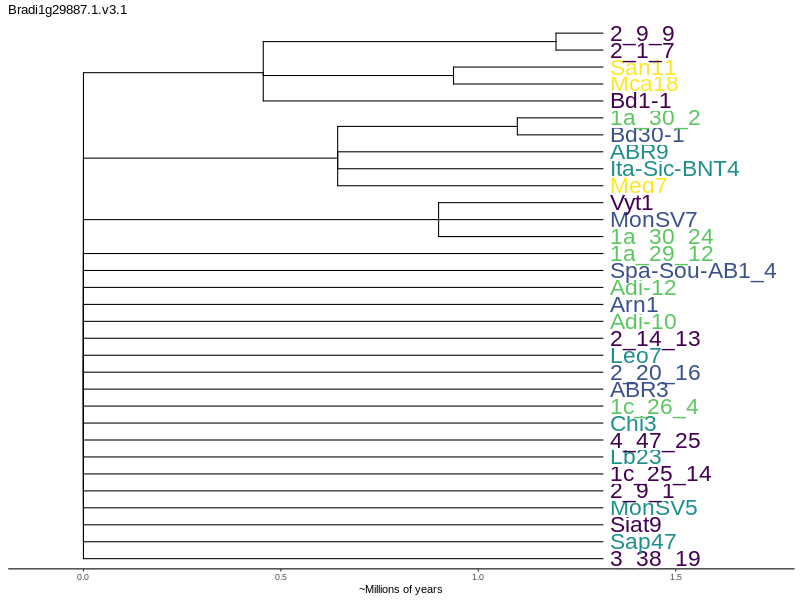 Bradi1g29887.1.v3.1
2_9_9
2_1_7
San11
Mca18
Bd1-1
1a_30_2
Bd30-1
ABR9
Ita-Sic-BNT4
Meg7
Vyt1
MonSV7
1a_30_24
1a_29_12
Spa-Sou-AB1_4
Adi-12
Arn1
Adi-10
2_14_13
Leo7
2_20_16
ABR3
1c_26_4
Chi3
4_47_25
Lb23
1c_25_14
2_9_1
MonSV5
Siat9
Sap47
3_38_19
0.0 0.5 1.0 1.5
~Millions of years